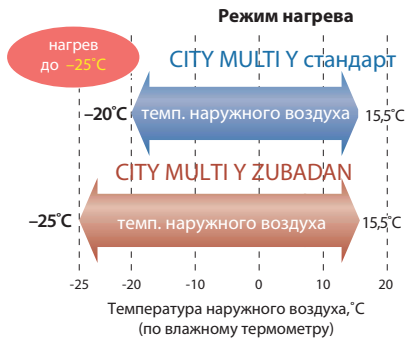 Режим нагрева
нагрев
до –25˚C
CITY MULTI Y стандарт
–20˚C
темп. наружного воздуха
15,5˚C
CITY MULTI Y ZUBADAN
–25˚C
темп. наружного воздуха
15,5˚C
-25 -20 -10 0 10 20
Температура наружного воздуха,˚C
(по влажному термометру)